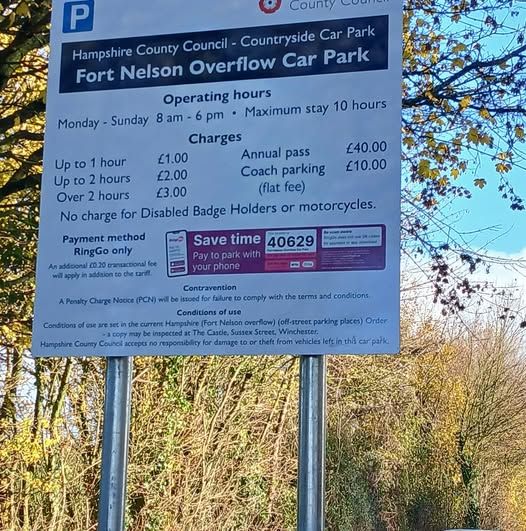 P
County Council
Hampshire County Council - Countryside Car Park
Fort Nelson Overflow Car Park
Operating hours
Monday - Sunday 8 am - 6 pm • Maximum stay 10 hours
Charges
Up to 1 hour £1.00
Up to 2 hours £2.00
Over 2 hours £3.00
Annual pass £40.00
Coach parking £10.00
(flat fee)
No charge for Disabled Badge Holders or motorcycles.
Payment method
RingGo only
An additional £0.20 transactional fee
will apply in addition to the tariff.
Save time
Pay to park with
your phone
40629
Contravention
A Penalty Charge Notice (PCN) will be issued for failure to comply with the terms and conditions.
Conditions of use
Conditions of use are set in the current Hampshire (Fort Nelson overflow) (off-street parking places) Order
- a copy may be inspected at The Castle, Sussex Street, Winchester.
Hampshire County Council accepts no responsibility for damage to or theft from vehicles left in this car park.